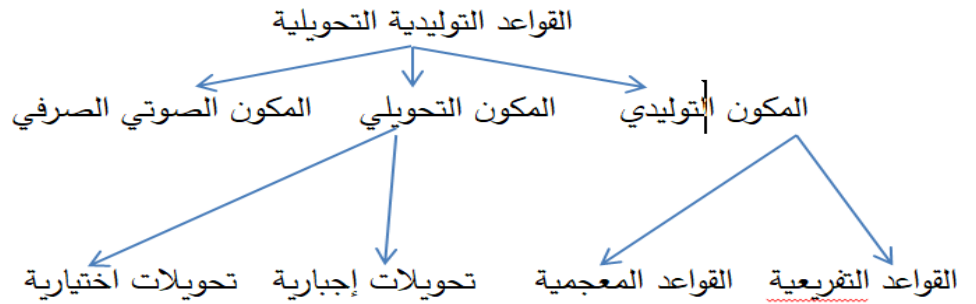 القواعد التوليدية التحويلية
المكون التوليدي المكون التحويلي المكون الصوتي الصرفي
القواعد التفريعية القواعد المعجمية تحويلات إجبارية تحويلات اختيارية